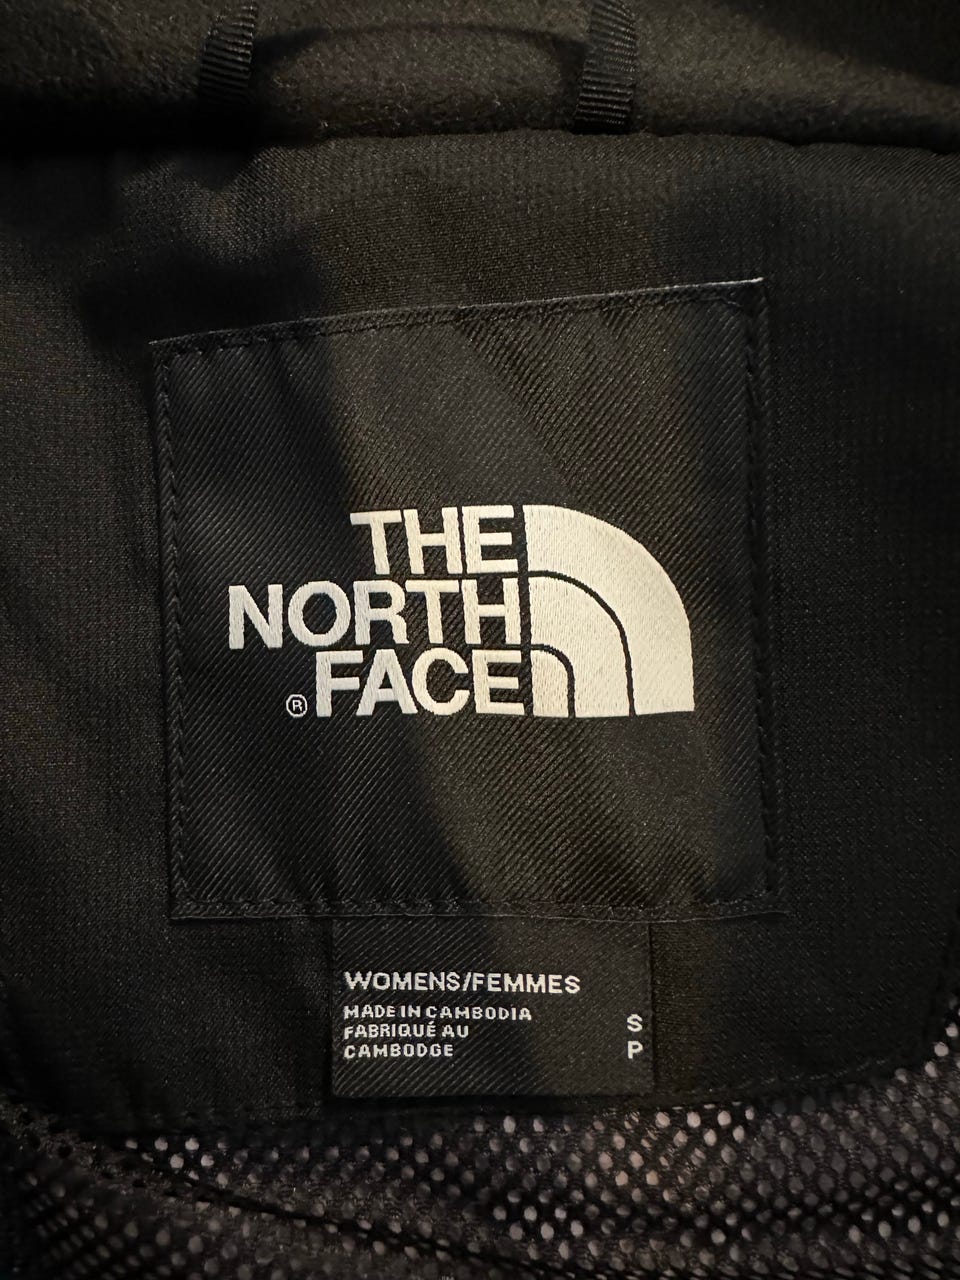 THE
NORTH
® FACE
WOMENS/FEMMES
MADE IN CAMBODIA
FABRIQUÉ AU
CAMBODGE
S
P